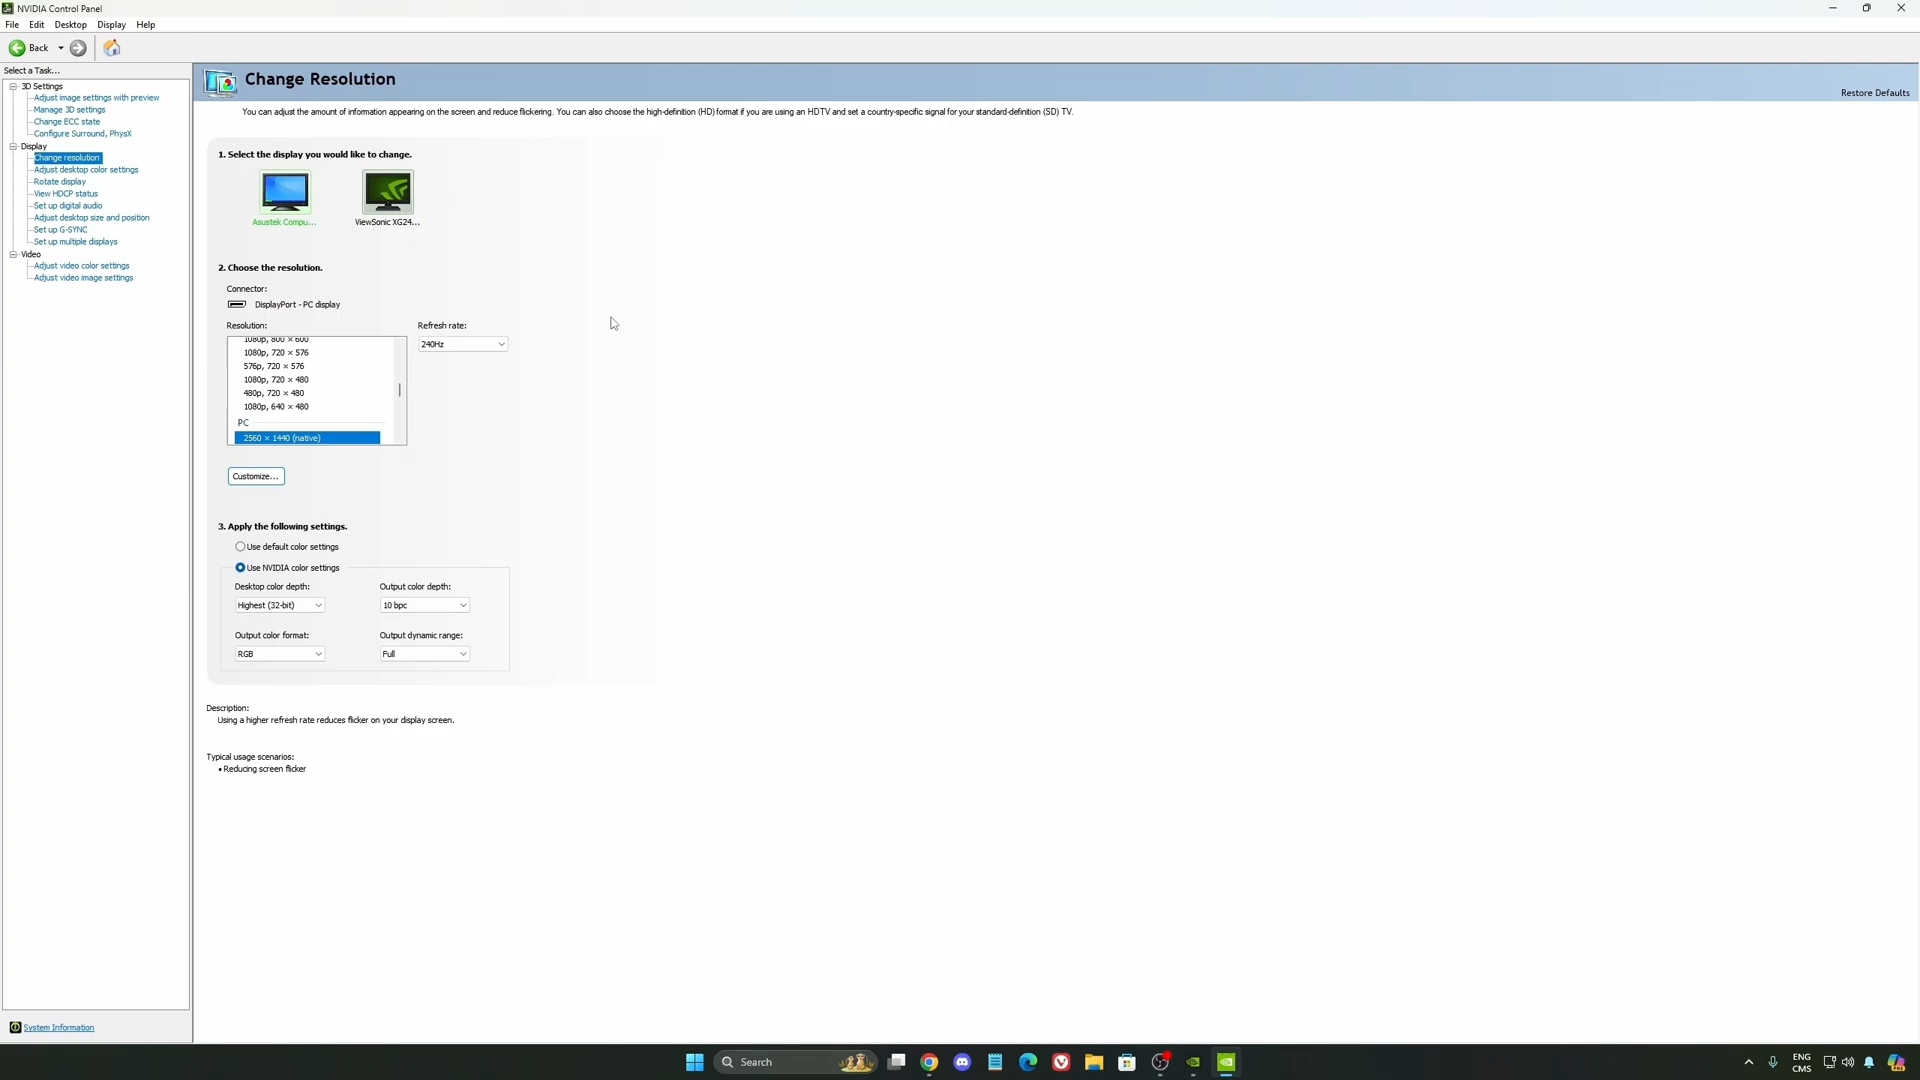 NVIDIA Control Panel
File Edit Desktop Display Help
Back
Select a Task...
3D Settings
Adjust image settings with preview
Manage 3D settings
Change ECC state
Configure Surround, PhysX
Display
Change resolution
Adjust desktop color settings
Rotate display
View HDCP status
Set up digital audio
Adjust desktop size and position
Set up G-SYNC
Set up multiple displays
Video
Adjust video color settings
Adjust video image settings
System Information
Change Resolution
Restore Defaults
You can adjust the amount of information appearing on the screen and reduce flickering. You can also choose the high-definition (HD) format if you are using an HDTV and set a country-specific signal for your standard-definition (SD) TV.
1. Select the display you would like to change.
Asustek Compu... ViewSonic XG24...
2. Choose the resolution.
Connector:
DisplayPort - PC display
Resolution: Refresh rate:
240Hz
1080p, 800 × 600
1080p, 720 × 576
576p, 720 × 576
1080p, 720 × 480
480p, 720 × 480
1080p, 640 × 480
PC
2560 × 1440 (native)
Customize...
3. Apply the following settings.
Use default color settings
Use NVIDIA color settings
Desktop color depth: Output color depth:
Highest (32-bit) 10 bpc
Output color format: Output dynamic range:
RGB Full
Description:
Using a higher refresh rate reduces flicker on your display screen.
Typical usage scenarios:
• Reducing screen flicker
Search
ENG
CMS